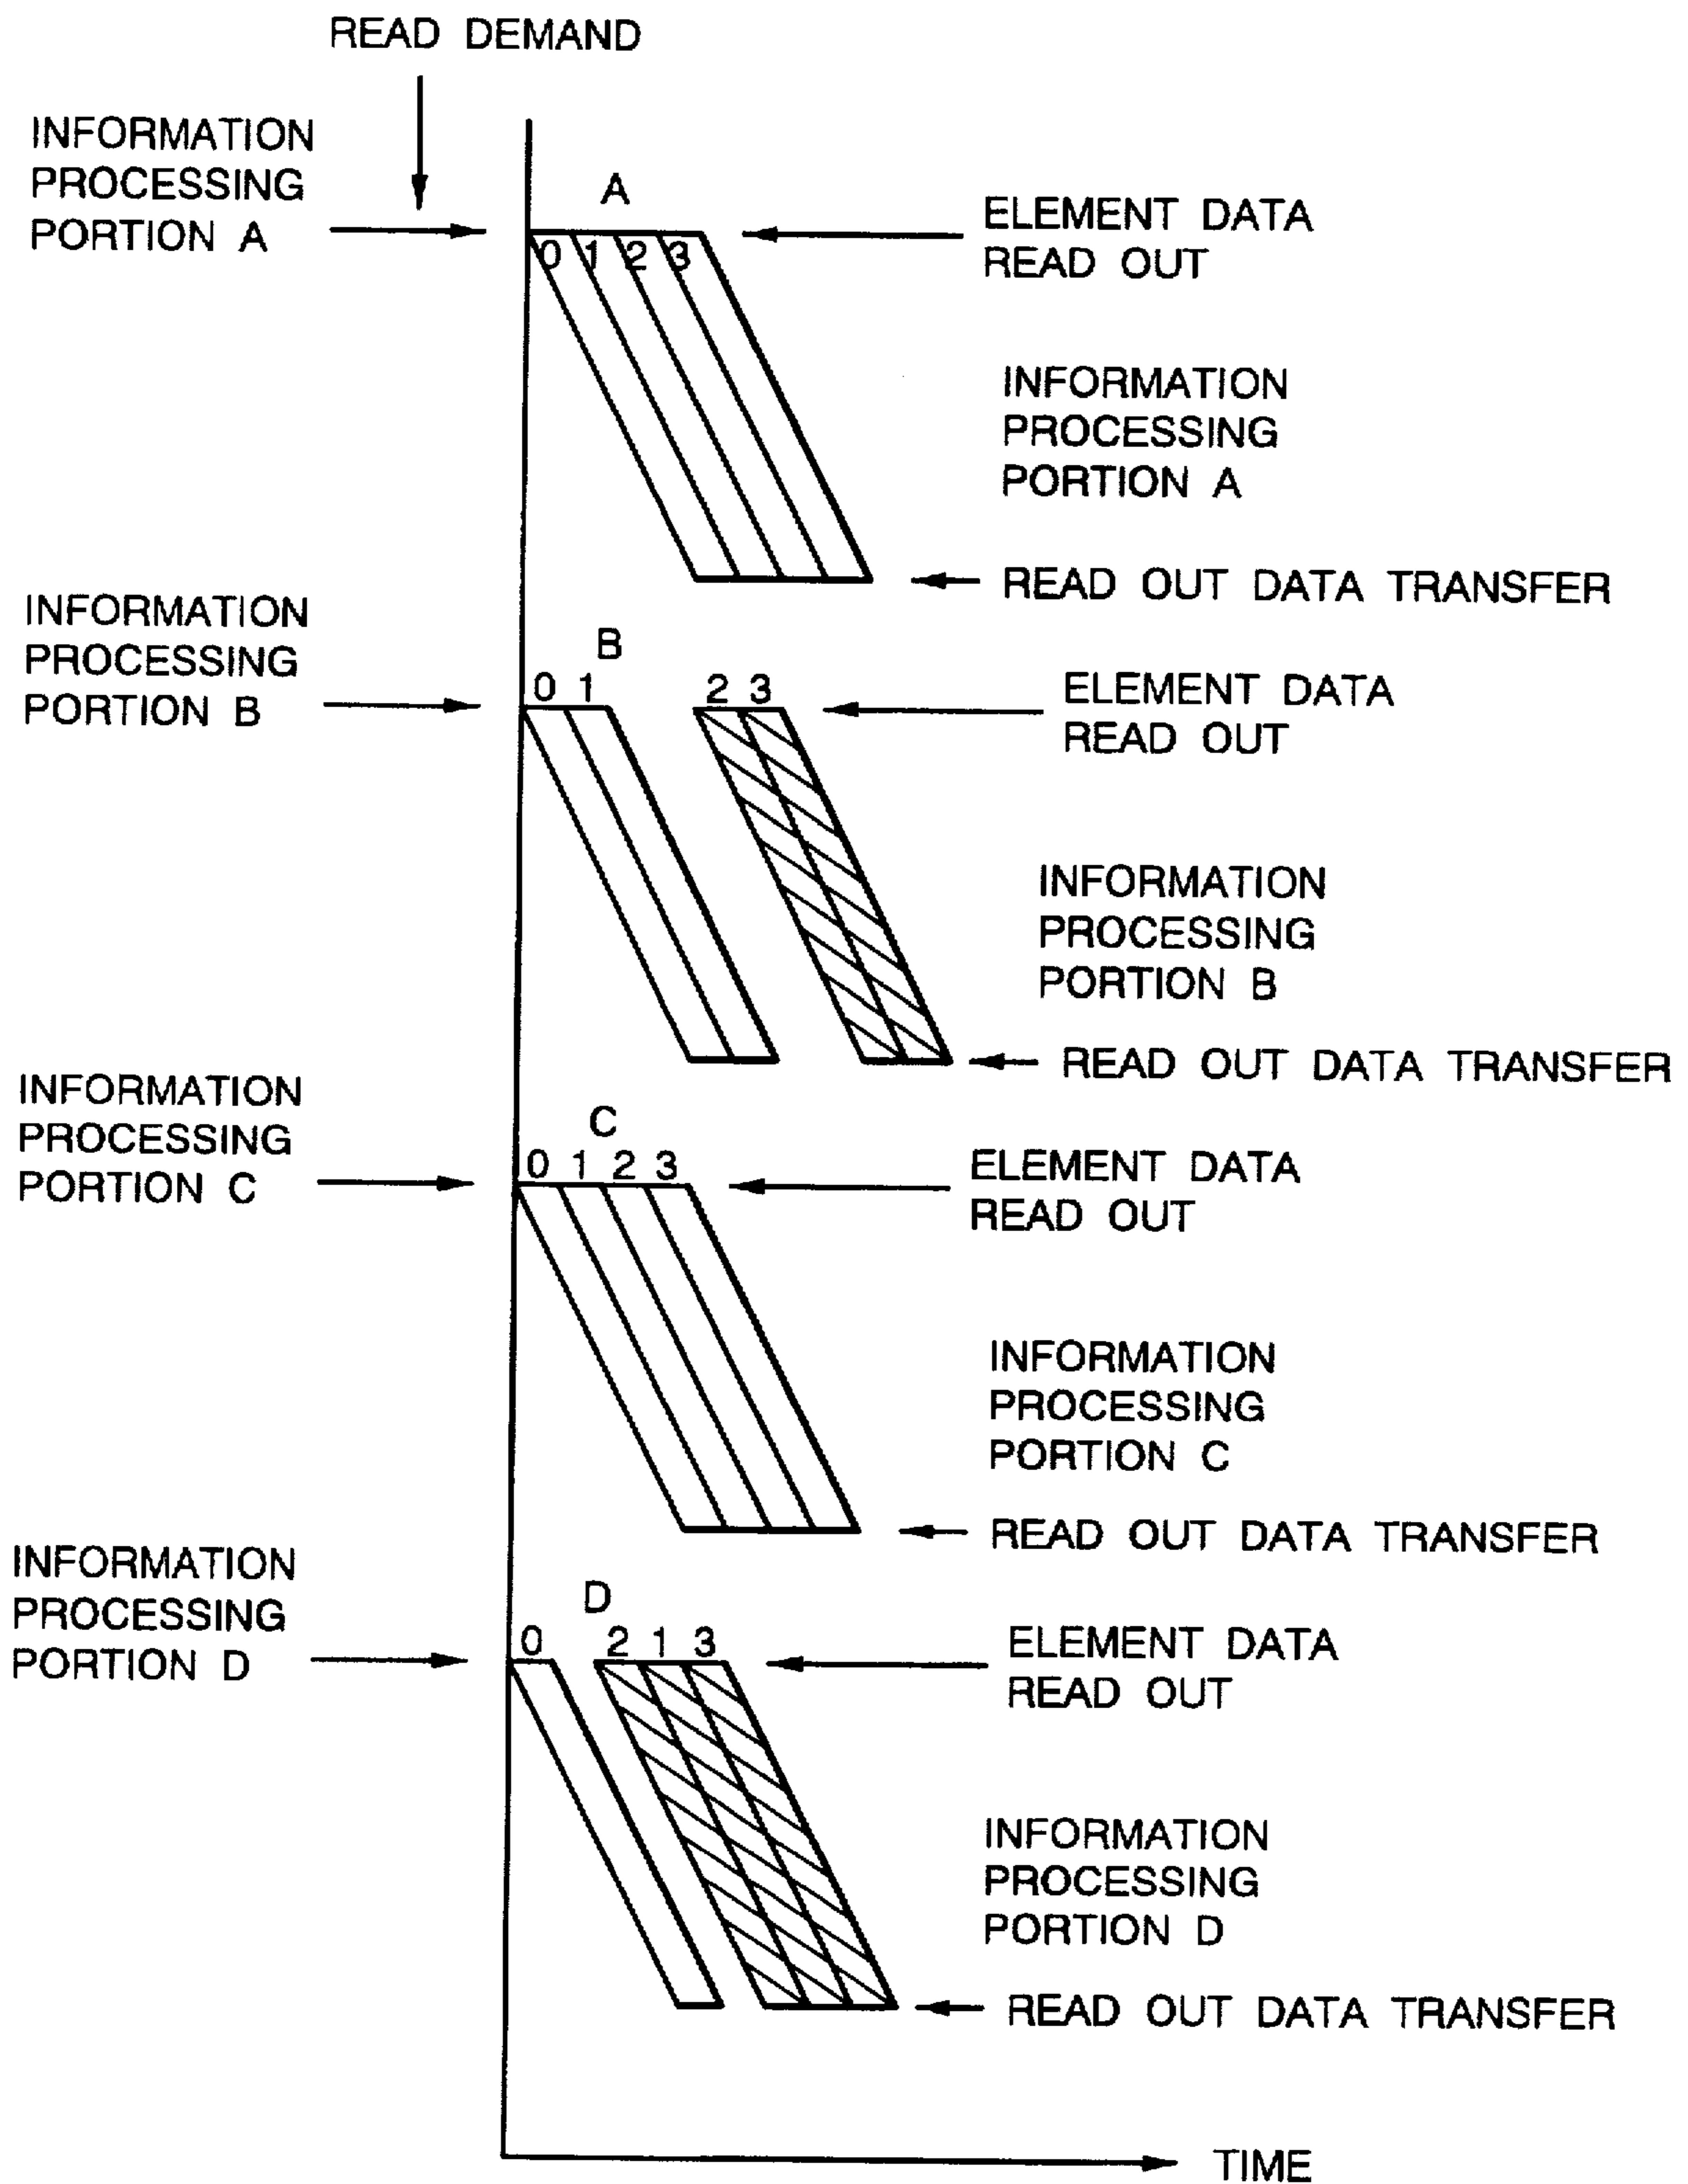 READ DEMAND
INFORMATION
PROCESSING
PORTION A
A
0 1 2 3
ELEMENT DATA
READ OUT
INFORMATION
PROCESSING
PORTION A
READ OUT DATA TRANSFER
INFORMATION
PROCESSING
PORTION B
B
0 1 2 3
ELEMENT DATA
READ OUT
INFORMATION
PROCESSING
PORTION B
READ OUT DATA TRANSFER
INFORMATION
PROCESSING
PORTION C
C
0 1 2 3
ELEMENT DATA
READ OUT
INFORMATION
PROCESSING
PORTION C
READ OUT DATA TRANSFER
INFORMATION
PROCESSING
PORTION D
D
0 2 1 3
ELEMENT DATA
READ OUT
INFORMATION
PROCESSING
PORTION D
READ OUT DATA TRANSFER
TIME